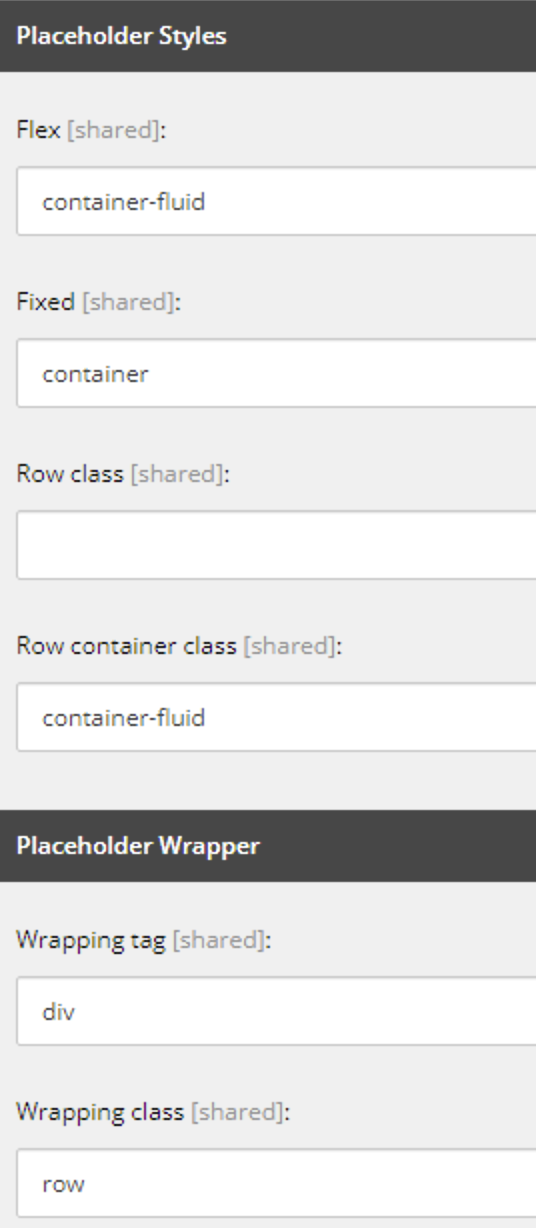 Placeholder Styles
Flex [shared]:
container-fluid
Fixed [shared]:
container
Row class [shared]:
Row container class [shared]:
container-fluid
Placeholder Wrapper
Wrapping tag [shared]:
div
Wrapping class [shared]:
row